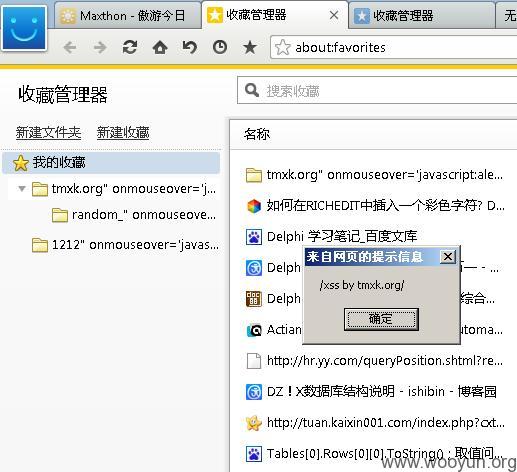 Maxthon - 傲游今日
收藏管理器
收藏管理器
无
about:favorites
收藏管理器
搜索收藏
新建文件夹 新建收藏
名称
我的收藏
tmxk.org" onmouseover='j...
random_" onmouseove...
1212" onmouseover='javas...
tmxk.org" onmouseover='javascript:ale...
如何在RICHEDIT中插入一个彩色字符? D...
Delphi 学习笔记_百度文库
Delph
来自网页的提示信息
/xss by tmxk.org/
确定
Delph
综合...
Actian
utoma...
http://hr.yy.com/queryPosition.shtml?re...
DZ！X数据库结构说明 - ishibin - 博客园
http://tuan.kaixin001.com/index.php?cxt...
Tables[0].Rows[0][0].ToString() ; 取值问...
www.wooyun.org